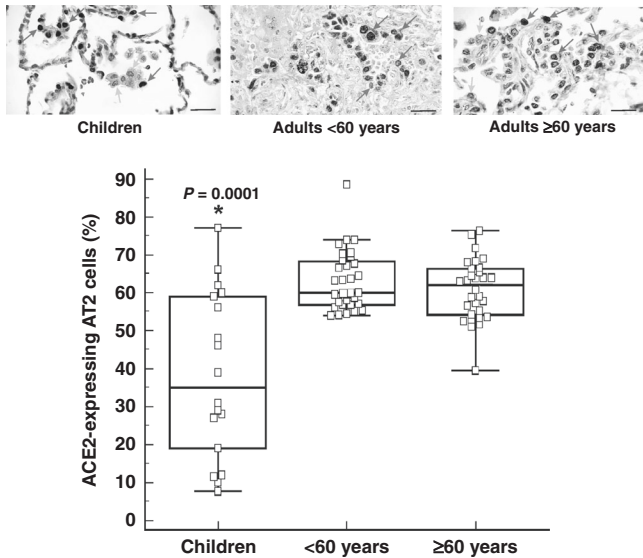 Children
Adults <60 years
Adults ≥60 years
90
80
70
60
50
40
30
20
10
0
ACE2-expressing AT2 cells (%)
P = 0.0001
*
Children
<60 years
≥60 years